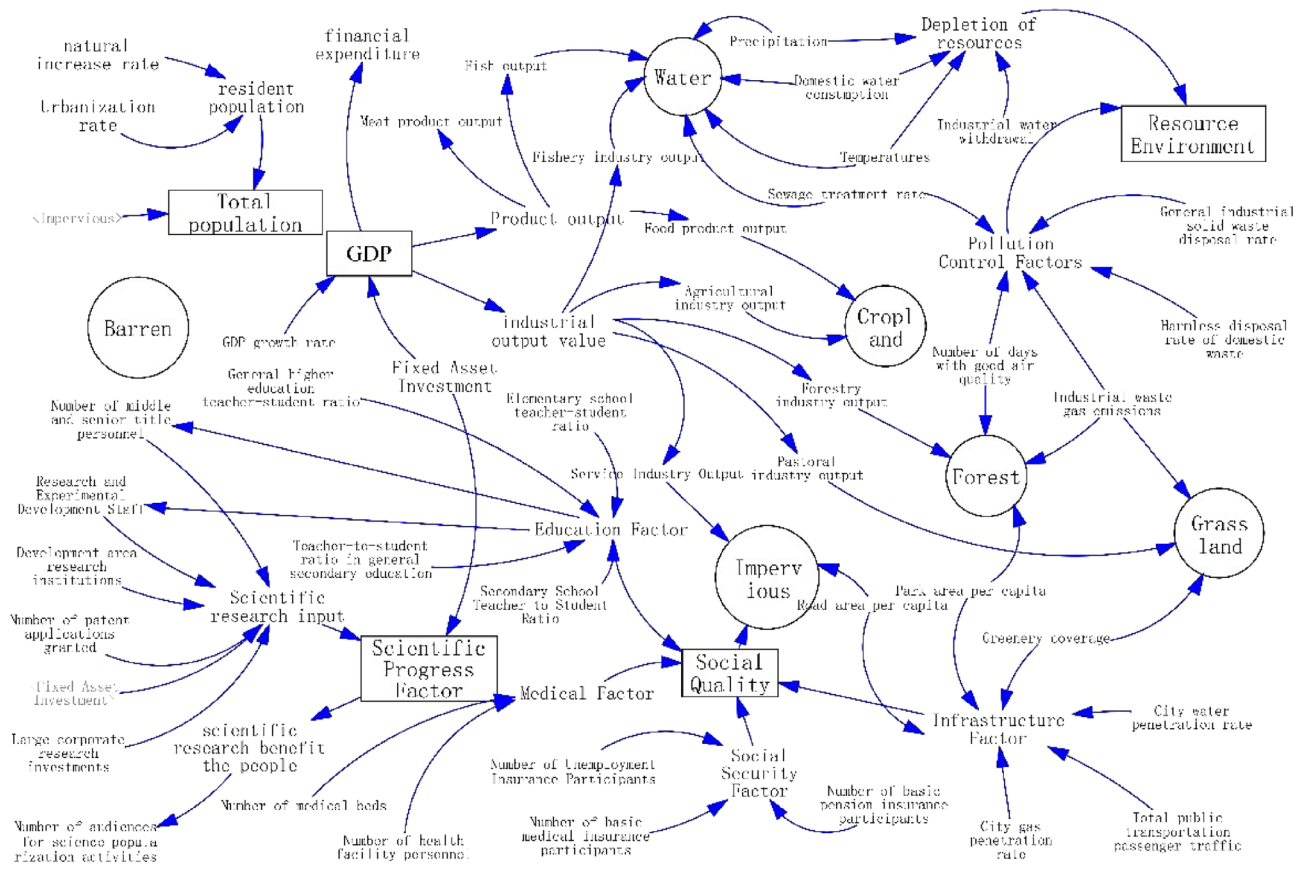 natural
increase rate
Urbanization
rate
resident
population
<Impervious>
Total
population
financial
expenditure
GDP
GDP growth rate
Fish output
Meat product output
Product output
Fishery industry output
Food product output
industrial
output value
Agricultural
industry output
Water
Precipitation
Domestic water
constmption
Temperatures
Sewage treatment rate
Depletion of
resources
Industrial water
withdrawal
Resource
Environment
Pollution
Control Factors
General industrial
solid waste
disposal rate
Harnless disposal
rate of domestic
waste
Number of days
with good air
quality
Industrial waste
gas emissions
Cropl
and
Barren
General higher
education
teacher-student ratio
Fixed Asset
Investment
Elementary school
teacher-student
ratio
Forestry
industry output
Pastoral
industry output
Service Industry Output
Forest
Grass
land
Number of middle
and senior title
personnel
Research and
Experimental
Development Staff
Development area
research
institutions
Number of patent
applications
granted
<Fixed Asset
Investment>
Large corporate
research
investments
Scientific
research input
Teacher-to-student
ratio in general
secondary education
Education Factor
Secondary School
Teacher to Student
Ratio
Imperv
ious
Road area per capita
Park area per capita
Greenery coverage
Scientific
Progress
Factor
scientific
research benefit
the people
Number of audiences
for science popula
rization activities
Medical Factor
Number of medical beds
Number of health
facility personnel
Social
Quality
Social
Security
Factor
Number of Unemployment
Insurance Participants
Number of basic
medical insurance
participants
Number of basic
pension insurance
participants
Infrastructure
Factor
City water
penetration rate
City gas
penetration
rate
Total public
transportation
passenger traffic